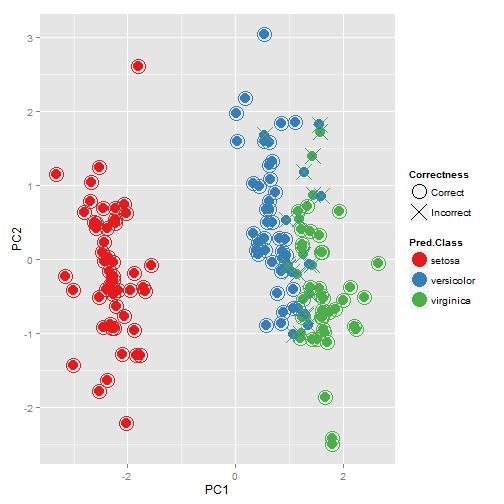 3
2
1
0
-1
-2
PC2
-2
0
2
PC1
Correctness
Correct
Incorrect
Pred.Class
setosa
versicolor
virginica